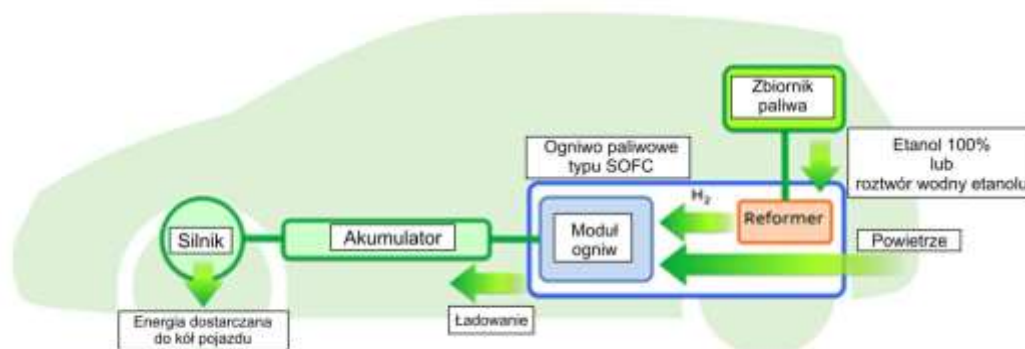 Zbiornik
paliwa
Ogniwo paliwowe
typu SOFC
Etanol 100%
lub
roztwór wodny etanolu
H₂
Reformer
Silnik
Akumulator
Moduł
ogniw
Powietrze
Ładowanie
Energia dostarczana
do kół pojazdu